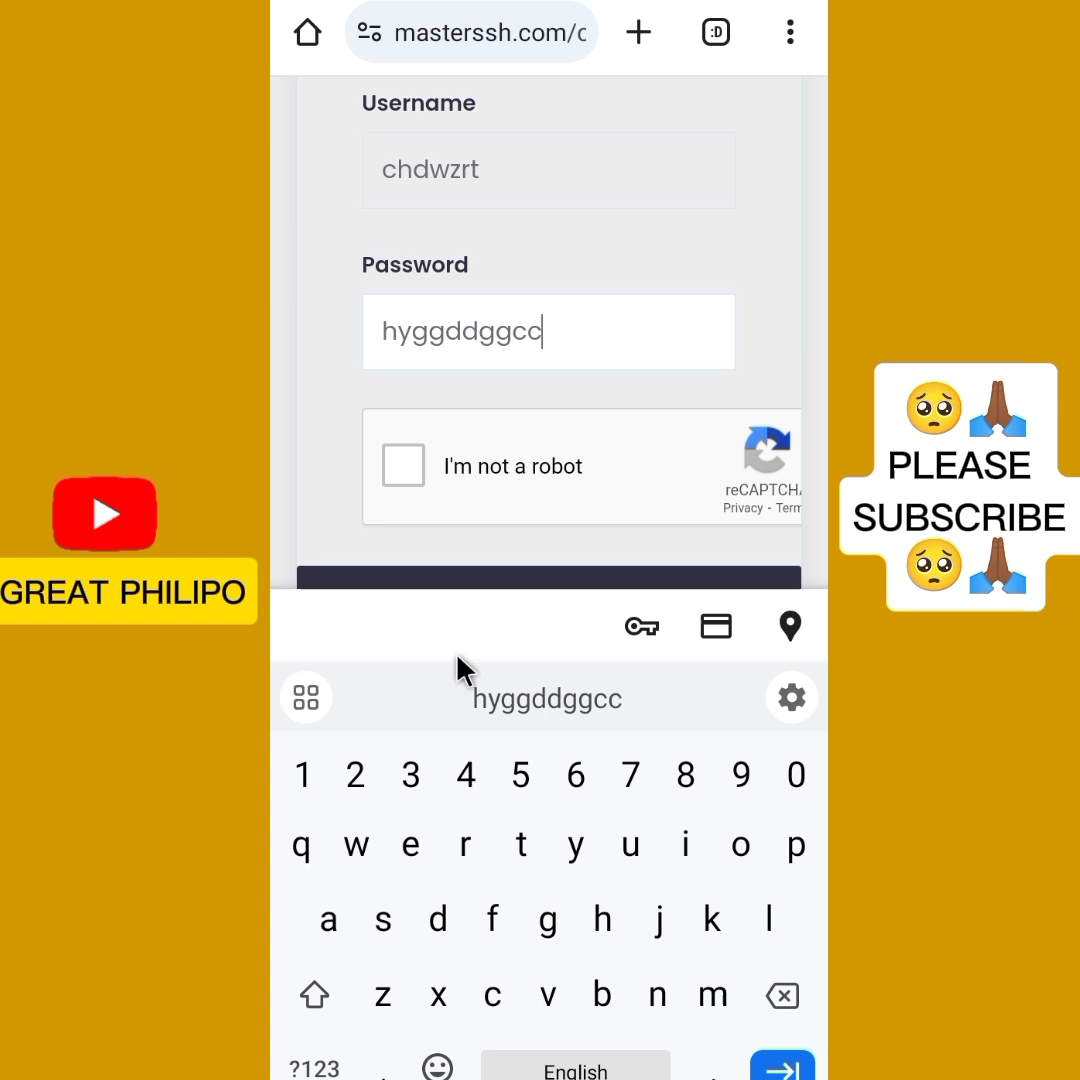 :D
masterssh.com/c
Username
chdwzrt
Password
hyggddggcc
I'm not a robot
reCAPTCHA
Privacy - Term
PLEASE
SUBSCRIBE
GREAT PHILIPO
hyggddggcc
1 2 3 4 5 6 7 8 9 0
q w e r t y u i o p
a s d f g h j k l
z x c v b n m
?123
English